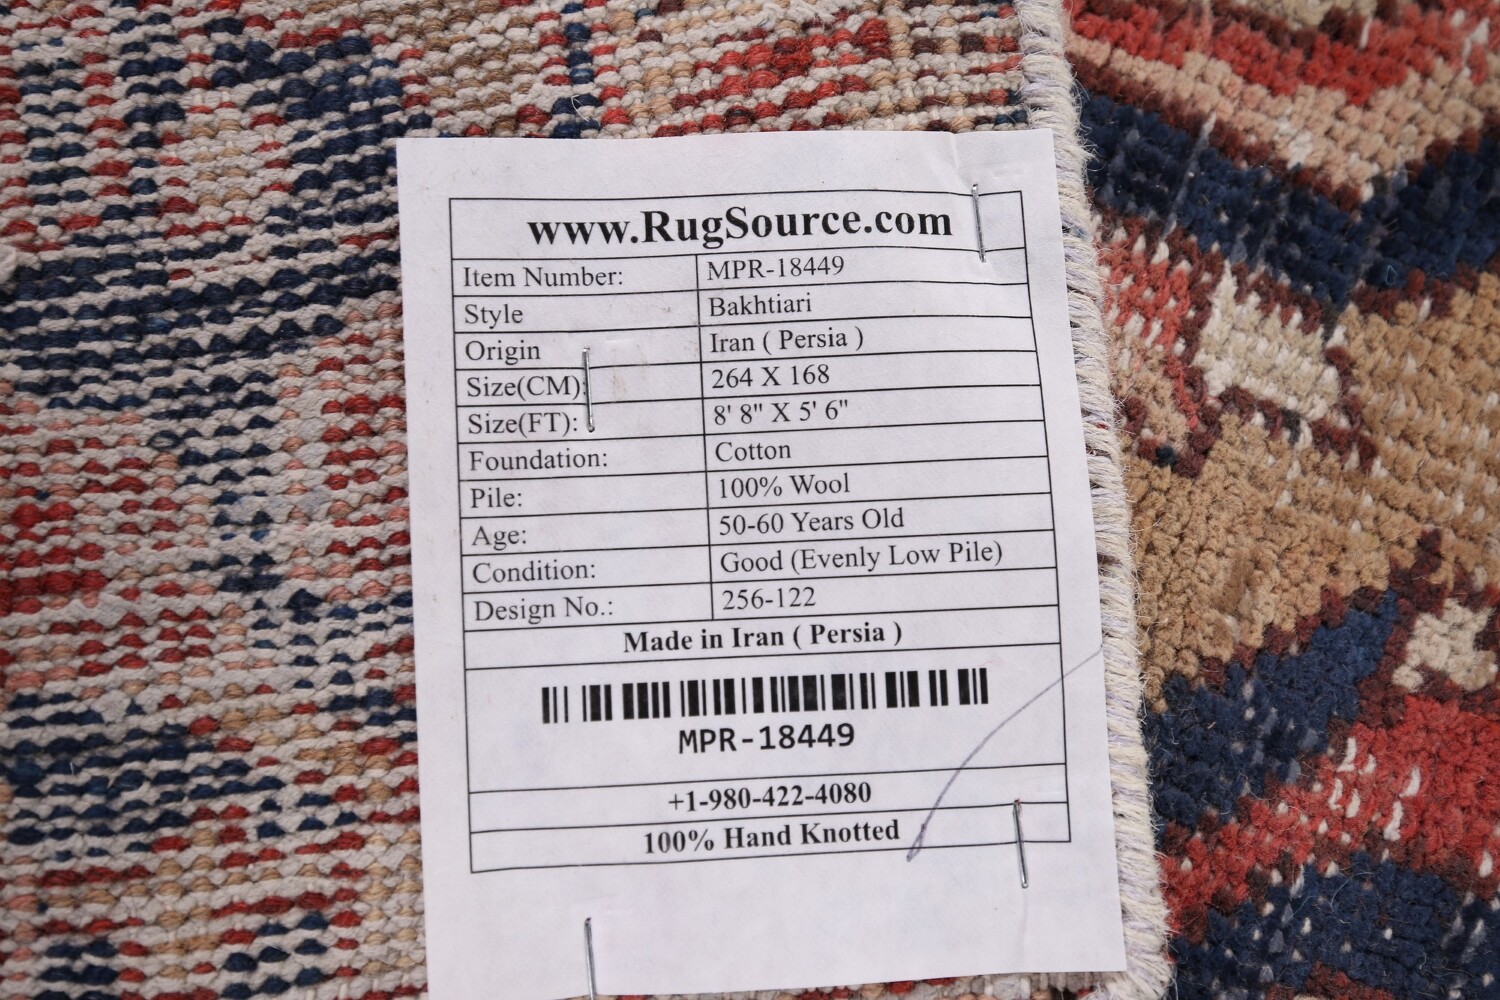 www.RugSource.com
Item Number: MPR-18449
Style Bakhtiari
Origin Iran ( Persia )
Size(CM): 264 X 168
Size(FT): 8' 8" X 5' 6"
Foundation: Cotton
Pile: 100% Wool
Age: 50-60 Years Old
Condition: Good (Evenly Low Pile)
Design No.: 256-122
Made in Iran ( Persia )
MPR-18449
+1-980-422-4080
100% Hand Knotted